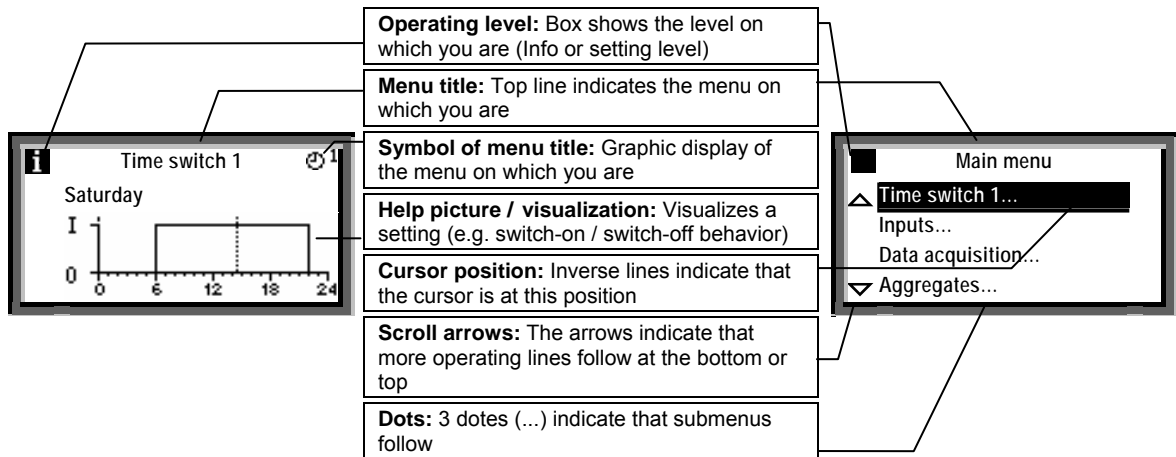 Operating level: Box shows the level on
which you are (Info or setting level)
Menu title: Top line indicates the menu on
which you are
Symbol of menu title: Graphic display of
the menu on which you are
Help picture / visualization: Visualizes a
setting (e.g. switch-on / switch-off behavior)
Cursor position: Inverse lines indicate that
the cursor is at this position
Scroll arrows: The arrows indicate that
more operating lines follow at the bottom or
top
Dots: 3 dotes (...) indicate that submenus
follow
i Time switch 1 1
Saturday
I
0
0 6 12 18 24
Main menu
Time switch 1...
Inputs...
Data acquisition...
Aggregates...